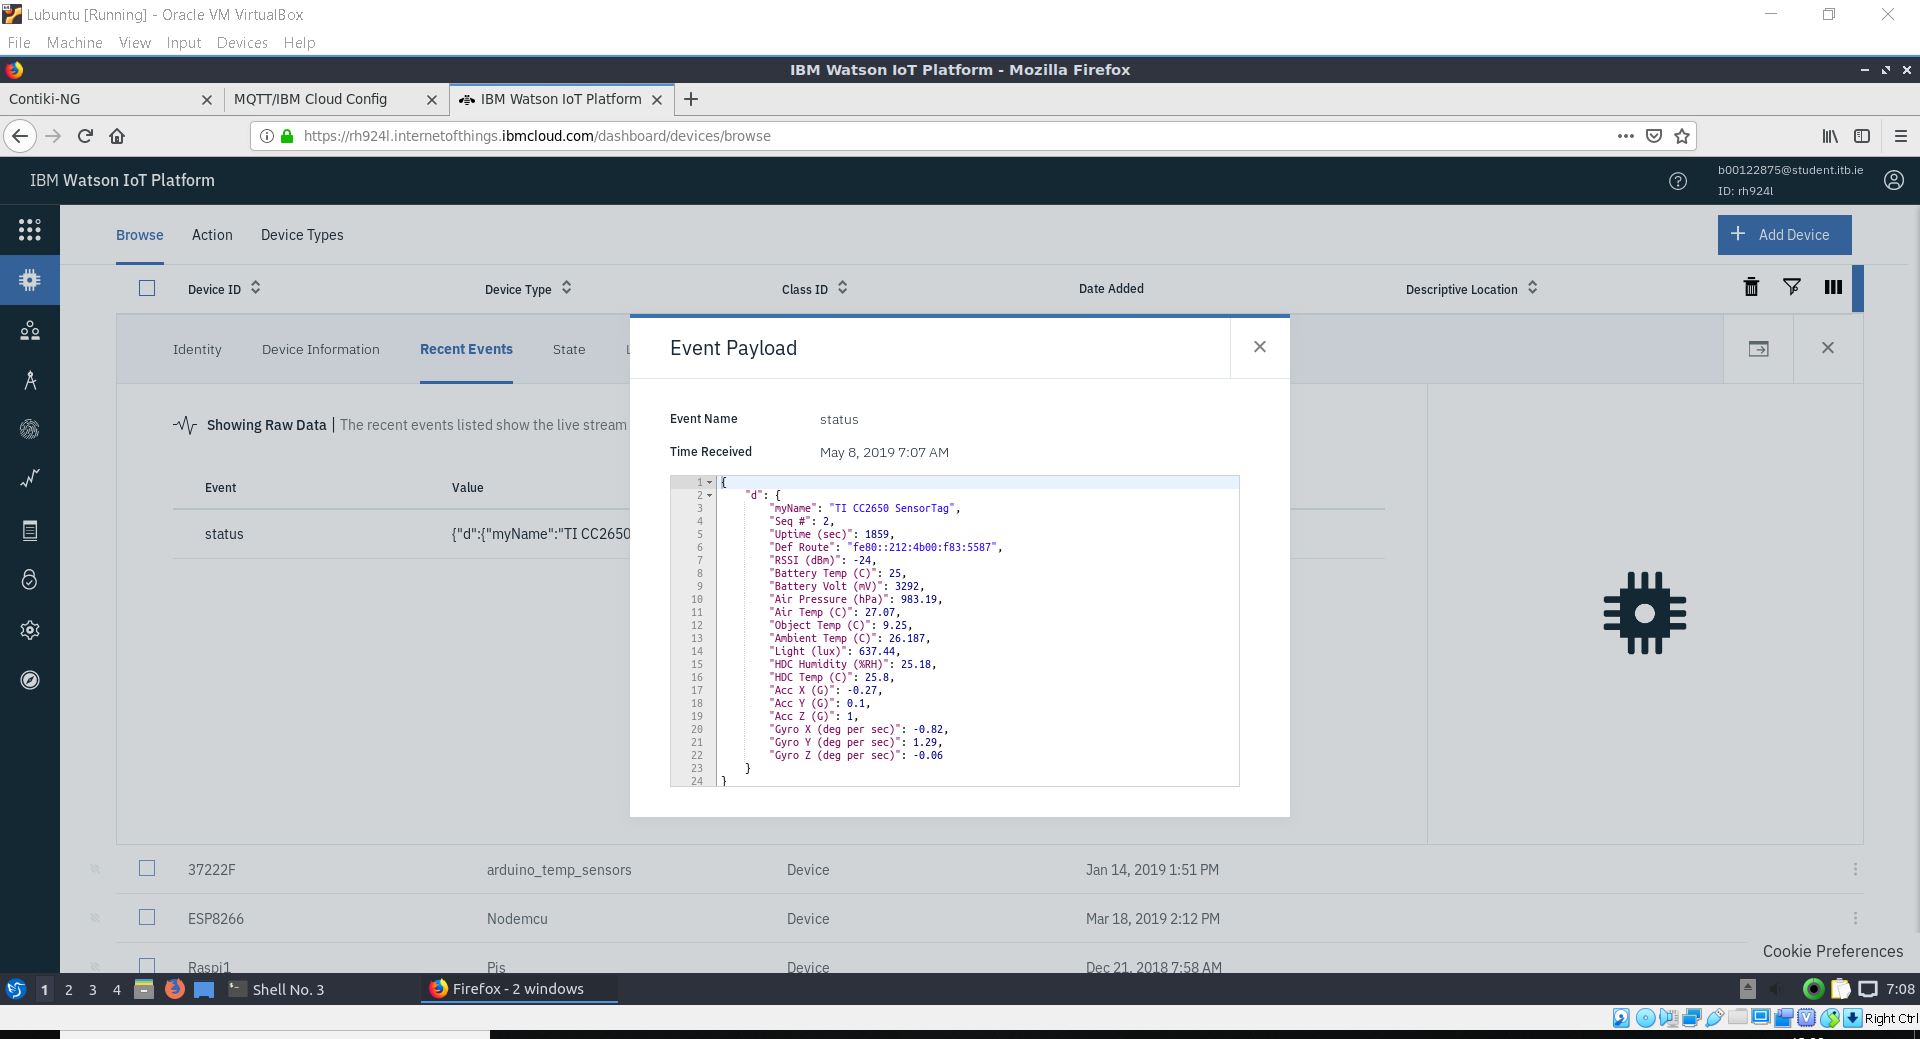 Lubuntu [Running] - Oracle VM VirtualBox
File Machine View Input Devices Help
IBM Watson IoT Platform - Mozilla Firefox
Contiki-NG
MQTT/IBM Cloud Config
IBM Watson IoT Platform
https://rh924l.internetofthings.ibmcloud.com/dashboard/devices/browse
IBM Watson IoT Platform
b00122875@student.itb.ie
ID: rh924l
Browse Action Device Types
+ Add Device
Device ID Device Type Class ID Date Added Descriptive Location
Identity Device Information Recent Events State
Showing Raw Data | The recent events listed show the live stream
Event Value
status {"d":{"myName":"TI CC2650
Event Payload
Event Name status
Time Received May 8, 2019 7:07 AM
1 {
2 "d": {
3 "myName": "TI CC2650 SensorTag",
4 "Seq #": 2,
5 "Uptime (sec)": 1859,
6 "Def Route": "fe80::212:4b00:f83:5587",
7 "RSSI (dBm)": -24,
8 "Battery Temp (C)": 25,
9 "Battery Volt (mV)": 3292,
10 "Air Pressure (hPa)": 983.19,
11 "Air Temp (C)": 27.07,
12 "Object Temp (C)": 9.25,
13 "Ambient Temp (C)": 26.187,
14 "Light (lux)": 637.44,
15 "HDC Humidity (%RH)": 25.18,
16 "HDC Temp (C)": 25.8,
17 "Acc X (G)": -0.27,
18 "Acc Y (G)": 0.1,
19 "Acc Z (G)": 1,
20 "Gyro X (deg per sec)": -0.82,
21 "Gyro Y (deg per sec)": 1.29,
22 "Gyro Z (deg per sec)": -0.06
23 }
24 }
37222F arduino_temp_sensors Device Jan 14, 2019 1:51 PM
ESP8266 Nodemcu Device Mar 18, 2019 2:12 PM
Raspi1 Pis Device Dec 21, 2018 7:58 AM
Cookie Preferences
1 2 3 4
Shell No. 3
Firefox - 2 windows
7:08
Right Ctrl